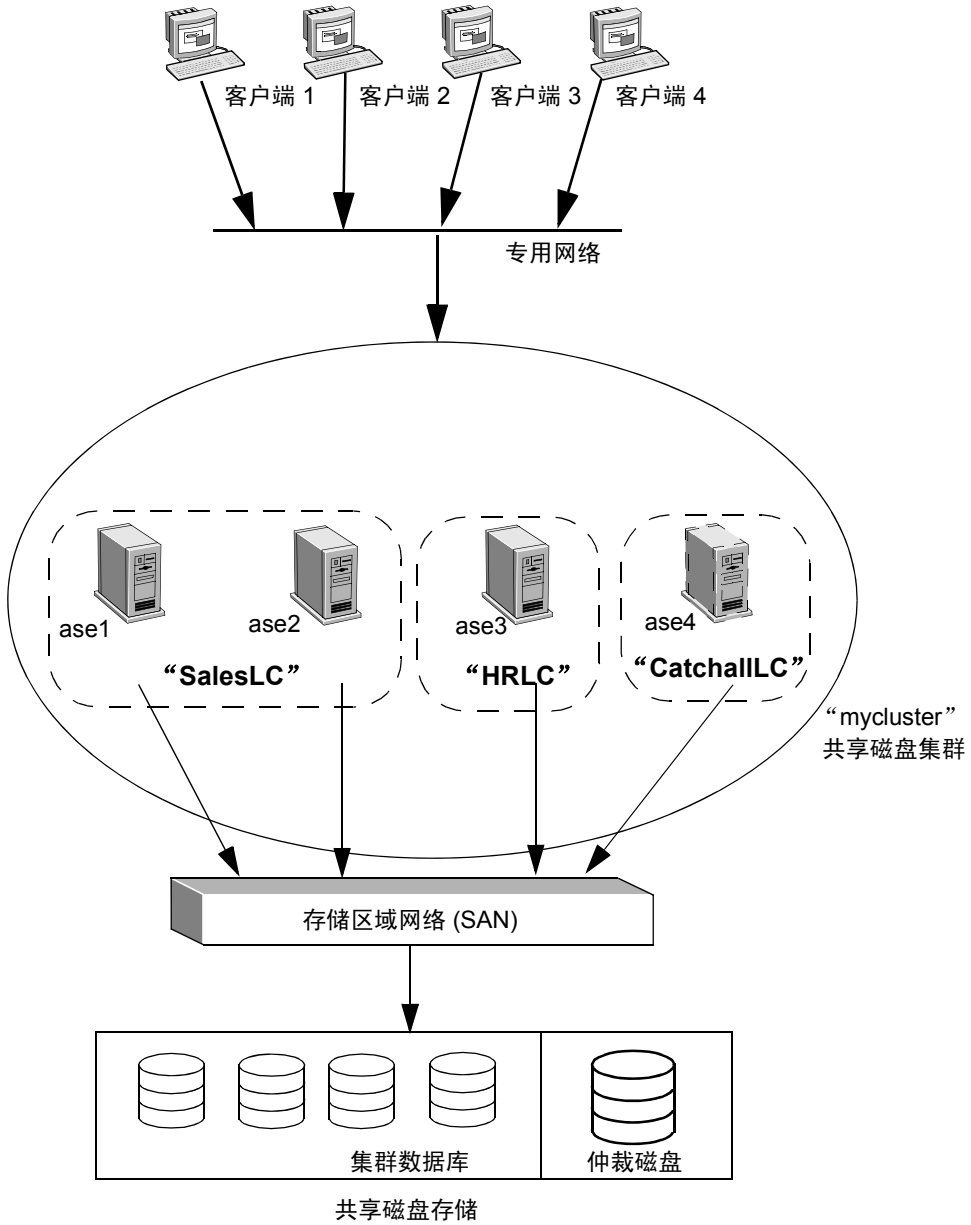 客户端 1
客户端 2
客户端 3
客户端 4
专用网络
ase1
ase2
ase3
ase4
“SalesLC”
“HRLC”
“CatchallLC”
“mycluster”
共享磁盘集群
存储区域网络 (SAN)
集群数据库
仲裁磁盘
共享磁盘存储